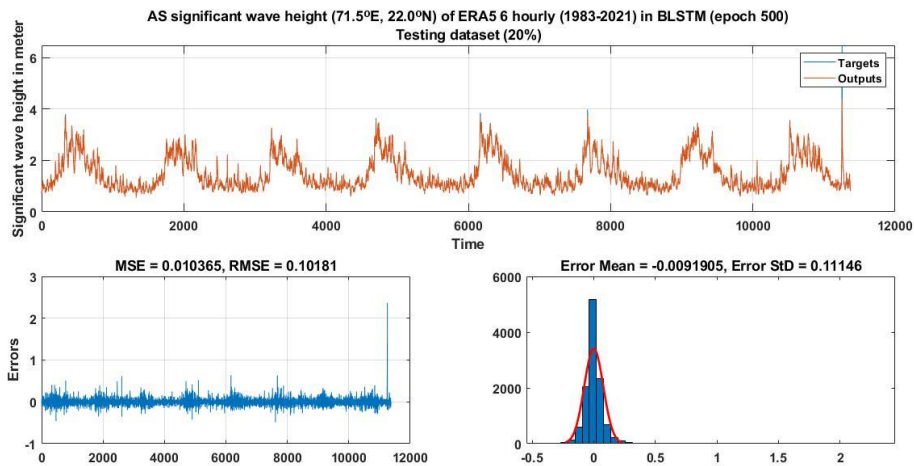 AS significant wave height (71.5ºE, 22.0ºN) of ERA5 6 hourly (1983-2021) in BLSTM (epoch 500)
Testing dataset (20%)
Significant wave height in meter
6
4
2
0
Targets
Outputs
0 2000 4000 6000 8000 10000 12000
Time
MSE = 0.010365, RMSE = 0.10181
Errors
3
2
1
0
-1
0 2000 4000 6000 8000 10000 12000
Error Mean = -0.0091905, Error StD = 0.11146
6000
4000
2000
0
-0.5 0 0.5 1 1.5 2